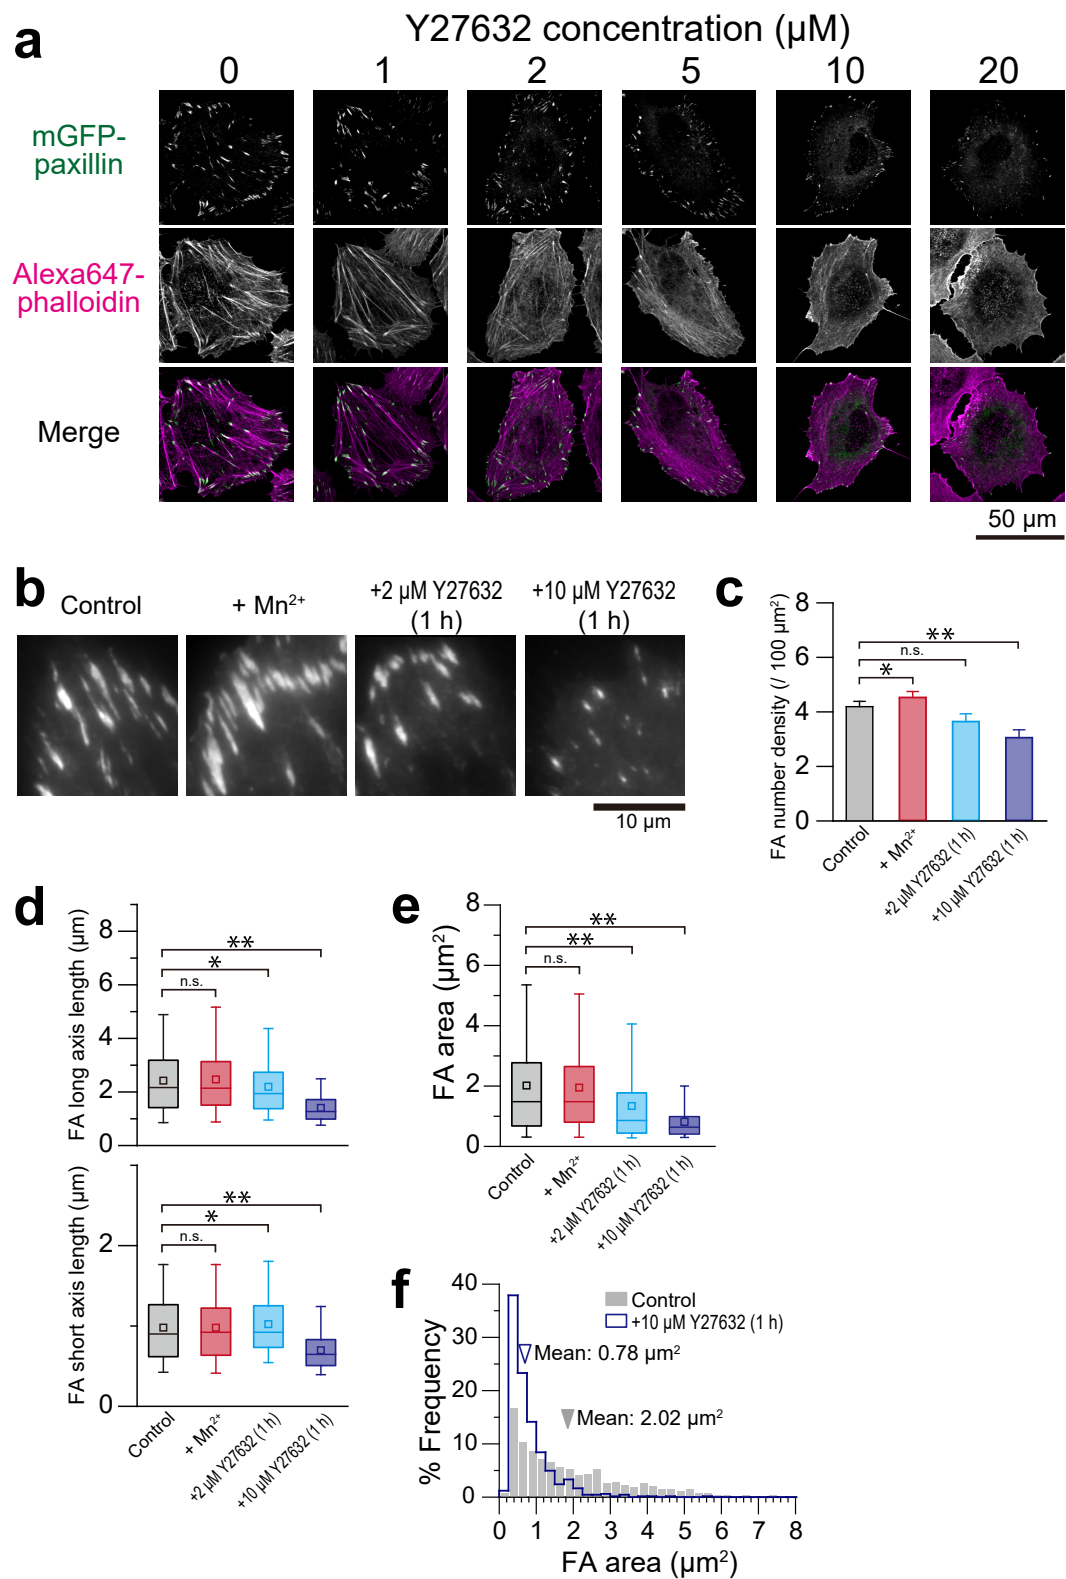 a
Y27632 concentration (µM)
0 1 2 5 10 20
mGFP-
paxillin
Alexa647-
phalloidin
Merge
50 µm
b
Control
+ Mn²⁺
+2 µM Y27632
(1 h)
+10 µM Y27632
(1 h)
10 µm
c
FA number density (/ 100 µm²)
8
6
4
2
0
**
n.s.
*
Control
+ Mn²⁺
+2 µM Y27632 (1 h)
+10 µM Y27632 (1 h)
d
FA long axis length (µm)
8
6
4
2
0
**
*
n.s.
FA short axis length (µm)
2
0
**
*
n.s.
Control
+ Mn²⁺
+2 µM Y27632 (1 h)
+10 µM Y27632 (1 h)
e
FA area (µm²)
8
6
4
2
0
**
**
n.s.
Control
+ Mn²⁺
+2 µM Y27632 (1 h)
+10 µM Y27632 (1 h)
f
% Frequency
40
30
20
10
0
Control
+10 µM Y27632 (1 h)
Mean: 0.78 µm²
Mean: 2.02 µm²
0 1 2 3 4 5 6 7 8
FA area (µm²)